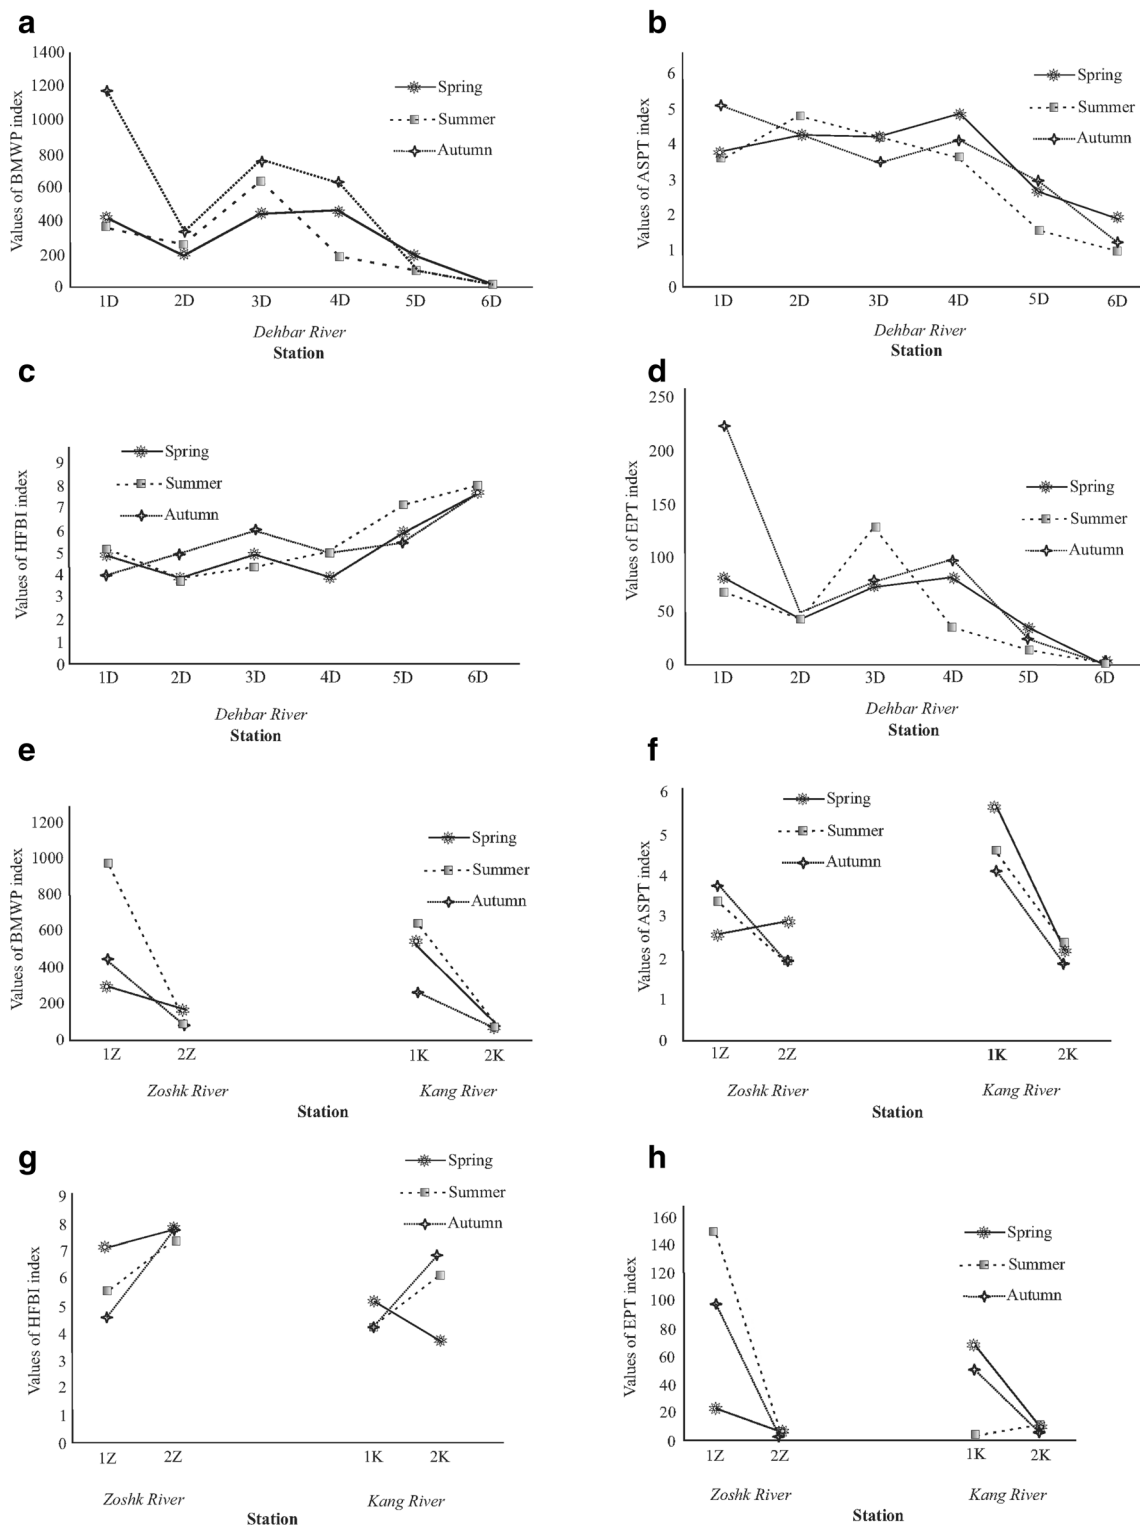 a
Values of BMWP index
1400
1200
1000
800
600
400
200
0
Spring
Summer
Autumn
1D 2D 3D 4D 5D 6D
Dehbar River
Station
b
Values of ASPT index
6
5
4
3
2
1
0
Spring
Summer
Autumn
1D 2D 3D 4D 5D 6D
Dehbar River
Station
c
Values of HFBI index
9
8
7
6
5
4
3
2
1
0
Spring
Summer
Autumn
1D 2D 3D 4D 5D 6D
Dehbar River
Station
d
Values of EPT index
250
200
150
100
50
0
Spring
Summer
Autumn
1D 2D 3D 4D 5D 6D
Dehbar River
Station
e
Values of BMWP index
1200
1000
800
600
400
200
0
Spring
Summer
Autumn
1Z 2Z 1K 2K
Zoshk River Kang River
Station
f
Values of ASPT index
6
5
4
3
2
1
0
Spring
Summer
Autumn
1Z 2Z 1K 2K
Zoshk River Kang River
Station
g
Values of HFBI index
9
8
7
6
5
4
3
2
1
0
Spring
Summer
Autumn
1Z 2Z 1K 2K
Zoshk River Kang River
Station
h
Values of EPT index
160
140
120
100
80
60
40
20
0
Spring
Summer
Autumn
1Z 2Z 1K 2K
Zoshk River Kang River
Station